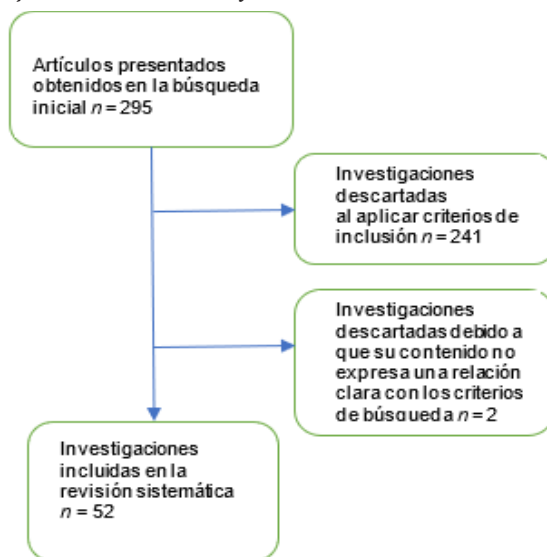 Artículos presentados
obtenidos en la búsqueda
inicial n = 295
Investigaciones
descartadas
al aplicar criterios de
inclusión n = 241
Investigaciones
descartadas debido a
que su contenido no
expresa una relación
clara con los criterios
de búsqueda n = 2
Investigaciones
incluidas en la
revisión sistemática
n = 52